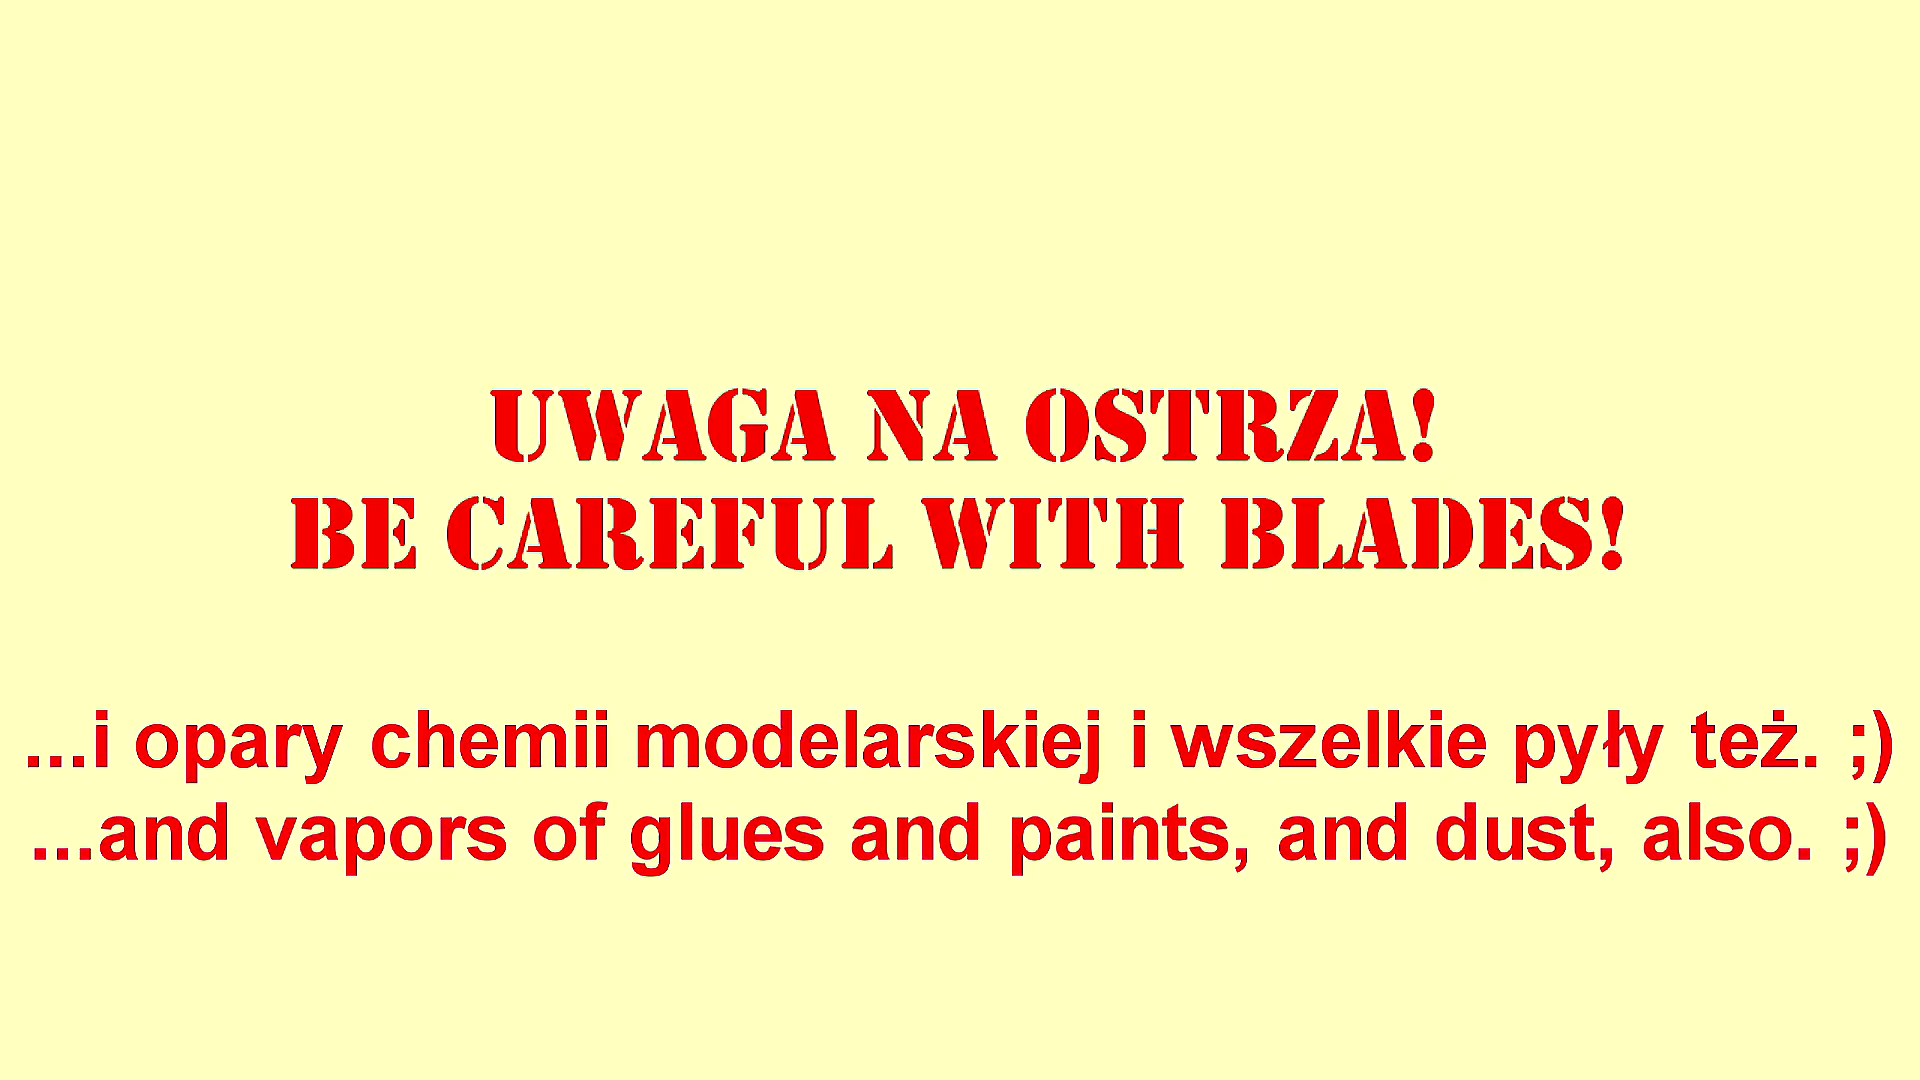 UWAGA NA OSTRZA!
BE CAREFUL WITH BLADES!
...i opary chemii modelarskiej i wszelkie pyły też. ;)
...and vapors of glues and paints, and dust, also. ;)